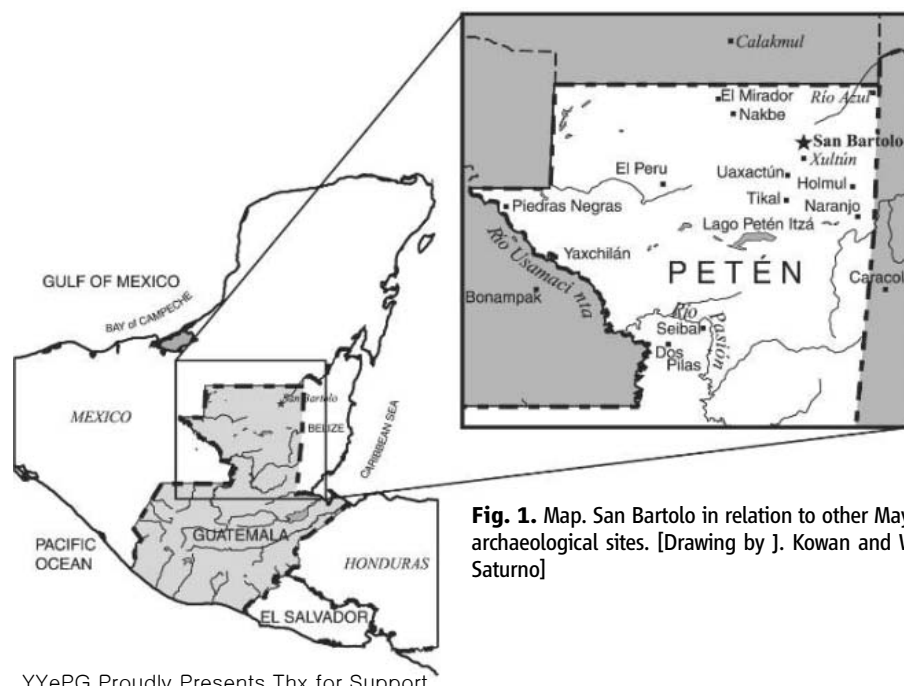 Calakmul
El Mirador
Río Azul
Nakbe
San Bartolo
Xultún
El Peru
Uaxactún
Holmul
Tikal
Naranjo
Piedras Negras
Lago Petén Itzá
Río Usamaci nta
Yaxchilán
PETÉN
Caracol
Bonampak
Río
Pasión
Seibal
Dos
Pilas
GULF OF MEXICO
BAY of CAMPECHE
MEXICO
San Bartolo
BELIZE
CARIBBEAN SEA
GUATEMALA
PACIFIC
OCEAN
HONDURAS
EL SALVADOR
Fig. 1. Map. San Bartolo in relation to other May
archaeological sites. [Drawing by J. Kowan and W
Saturno]
YYePG Proudly Presents Thx for Support